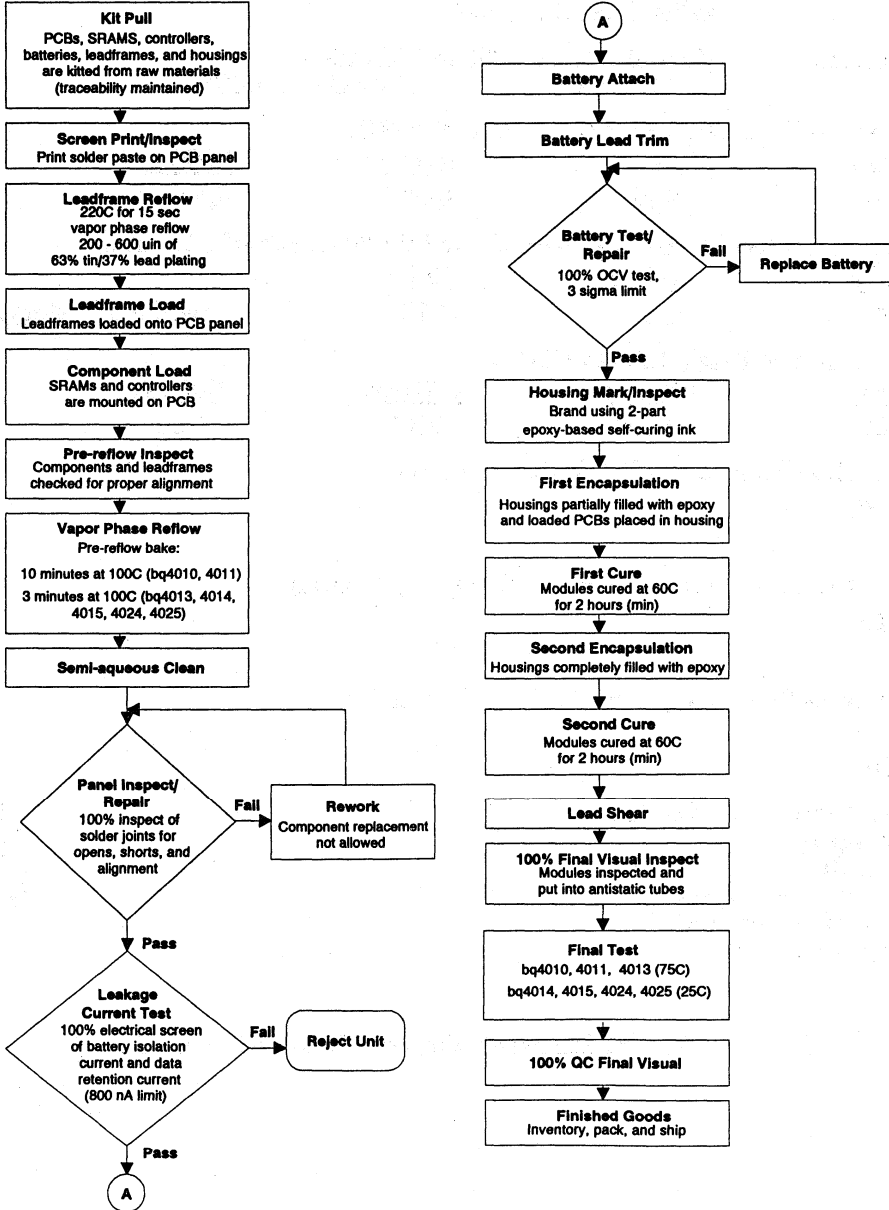 Kit Pull
PCBs, SRAMS, controllers,
batteries, leadframes, and housings
are kitted from raw materials
(traceability maintained)
Screen Print/Inspect
Print solder paste on PCB panel
Leadframe Reflow
220C for 15 sec
vapor phase reflow
200 - 600 uin of
63% tin/37% lead plating
Leadframe Load
Leadframes loaded onto PCB panel
Component Load
SRAMs and controllers
are mounted on PCB
Pre-reflow Inspect
Components and leadframes
checked for proper alignment
Vapor Phase Reflow
Pre-reflow bake:
10 minutes at 100C (bq4010, 4011)
3 minutes at 100C (bq4013, 4014,
4015, 4024, 4025)
Semi-aqueous Clean
Panel Inspect/
Repair
100% inspect of
solder joints for
opens, shorts, and
alignment
Fail
Rework
Component replacement
not allowed
Pass
Leakage
Current Test
100% electrical screen
of battery isolation
current and data
retention current
(800 nA limit)
Fail
Reject Unit
Pass
A
A
Battery Attach
Battery Lead Trim
Battery Test/
Repair
100% OCV test,
3 sigma limit
Fail
Replace Battery
Pass
Housing Mark/Inspect
Brand using 2-part
epoxy-based self-curing ink
First Encapsulation
Housings partially filled with epoxy
and loaded PCBs placed in housing
First Cure
Modules cured at 60C
for 2 hours (min)
Second Encapsulation
Housings completely filled with epoxy
Second Cure
Modules cured at 60C
for 2 hours (min)
Lead Shear
100% Final Visual Inspect
Modules inspected and
put into antistatic tubes
Final Test
bq4010, 4011, 4013 (75C)
bq4014, 4015, 4024, 4025 (25C)
100% QC Final Visual
Finished Goods
Inventory, pack, and ship